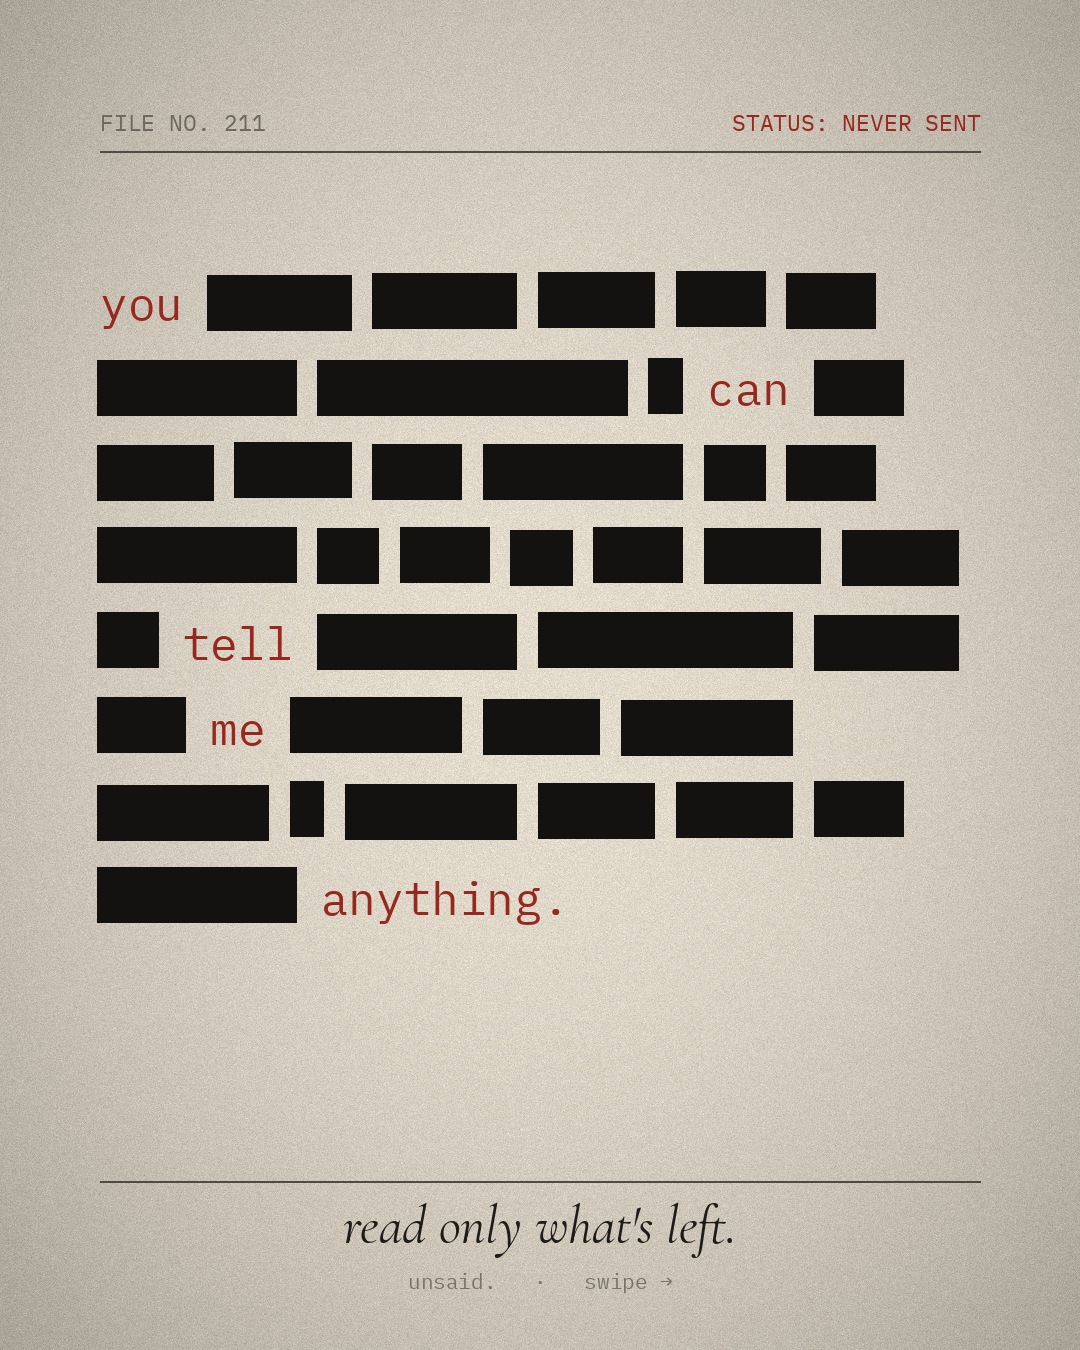 FILE NO. 211 STATUS: NEVER SENT
you
can
tell
me
anything.
read only what's left.
unsaid. · swipe →